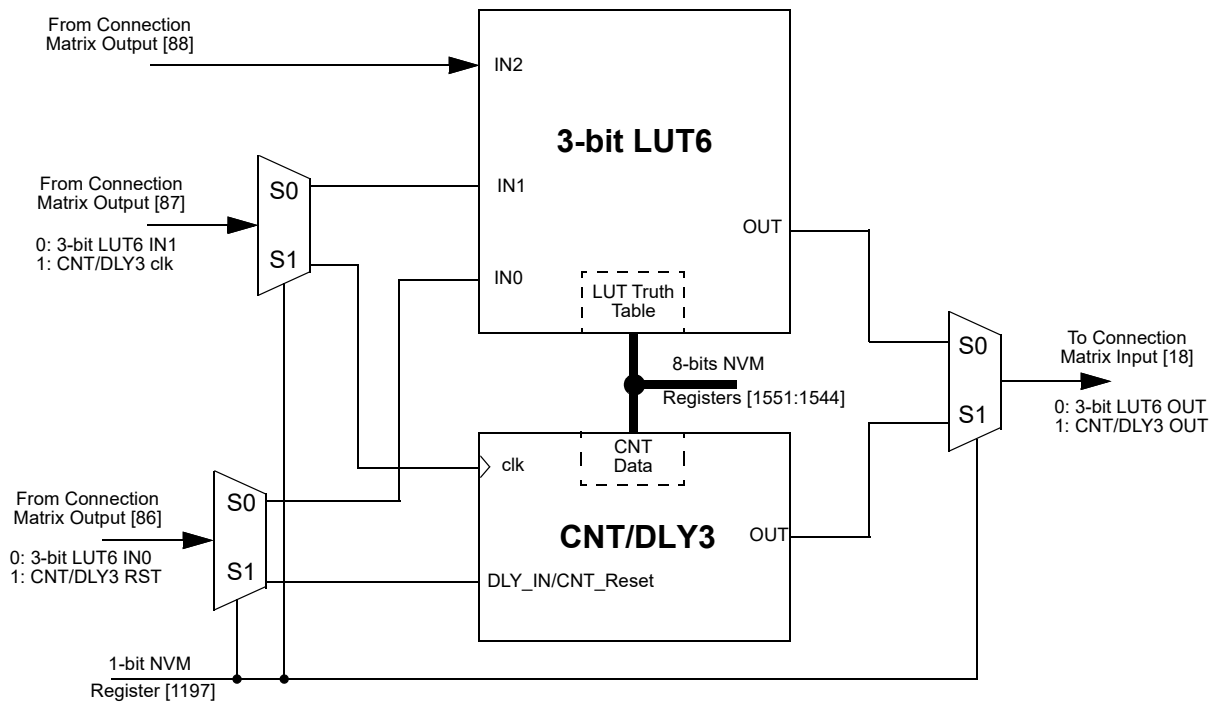 From Connection
Matrix Output [88]
IN2
3-bit LUT6
From Connection
Matrix Output [87]
S0
IN1
0: 3-bit LUT6 IN1
1: CNT/DLY3 clk
S1
OUT
IN0
LUT Truth
Table
S0
To Connection
Matrix Input [18]
8-bits NVM
Registers [1551:1544]
S1
0: 3-bit LUT6 OUT
1: CNT/DLY3 OUT
CNT
Data
clk
From Connection
Matrix Output [86]
S0
CNT/DLY3
OUT
0: 3-bit LUT6 IN0
1: CNT/DLY3 RST
S1
DLY_IN/CNT_Reset
1-bit NVM
Register [1197]